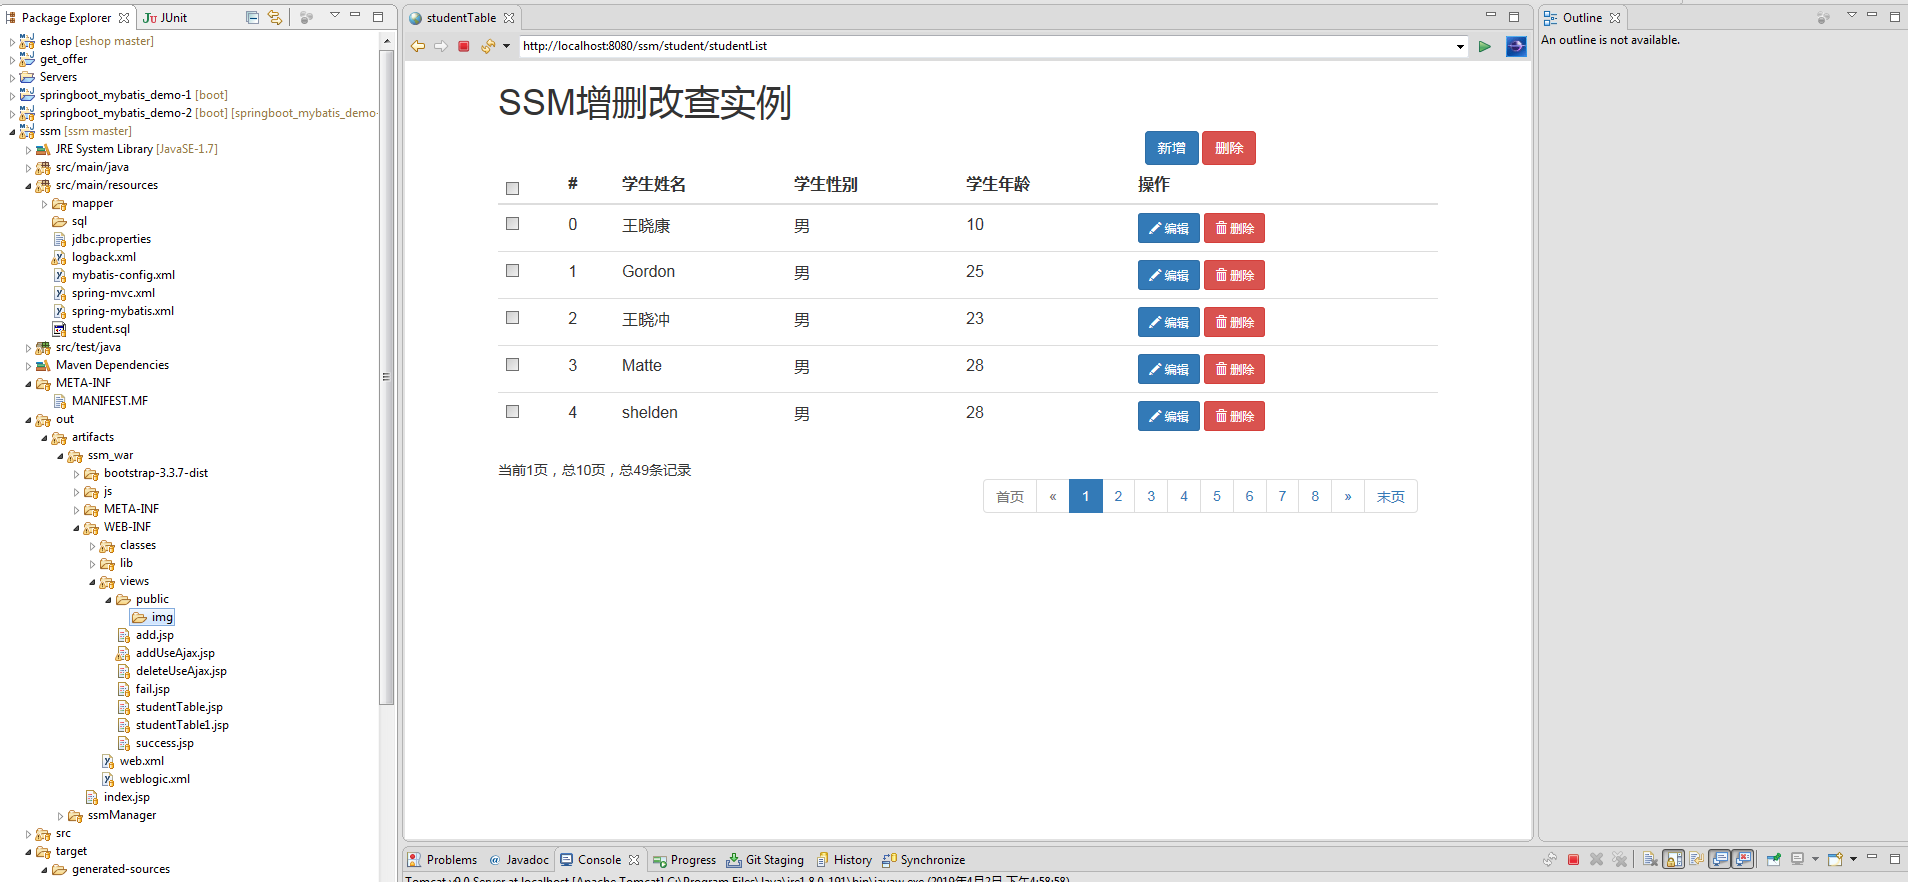 Package Explorer
JUnit
eshop [eshop master]
get_offer
Servers
springboot_mybatis_demo-1 [boot]
springboot_mybatis_demo-2 [boot] [springboot_mybatis_demo-
ssm [ssm master]
JRE System Library [JavaSE-1.7]
src/main/java
src/main/resources
mapper
sql
jdbc.properties
logback.xml
mybatis-config.xml
spring-mvc.xml
spring-mybatis.xml
student.sql
src/test/java
Maven Dependencies
META-INF
MANIFEST.MF
out
artifacts
ssm_war
bootstrap-3.3.7-dist
js
META-INF
WEB-INF
classes
lib
views
public
img
add.jsp
addUseAjax.jsp
deleteUseAjax.jsp
fail.jsp
studentTable.jsp
studentTable1.jsp
success.jsp
web.xml
weblogic.xml
index.jsp
ssmManager
src
target
generated-sources
studentTable
http://localhost:8080/ssm/student/studentList
SSM增删改查实例
新增 删除
# 学生姓名 学生性别 学生年龄 操作
0 王晓康 男 10 编辑 删除
1 Gordon 男 25 编辑 删除
2 王晓冲 男 23 编辑 删除
3 Matte 男 28 编辑 删除
4 shelden 男 28 编辑 删除
当前1页，总10页，总49条记录
首页 « 1 2 3 4 5 6 7 8 » 末页
Problems @ Javadoc Console Progress Git Staging History Synchronize
Tomcat v9.0 Server at localhost [Apache Tomcat] C:\Program Files\Java\jre1.8.0_191\bin\javaw.exe (2019年4月2日 下午4:58:58)
Outline
An outline is not available.